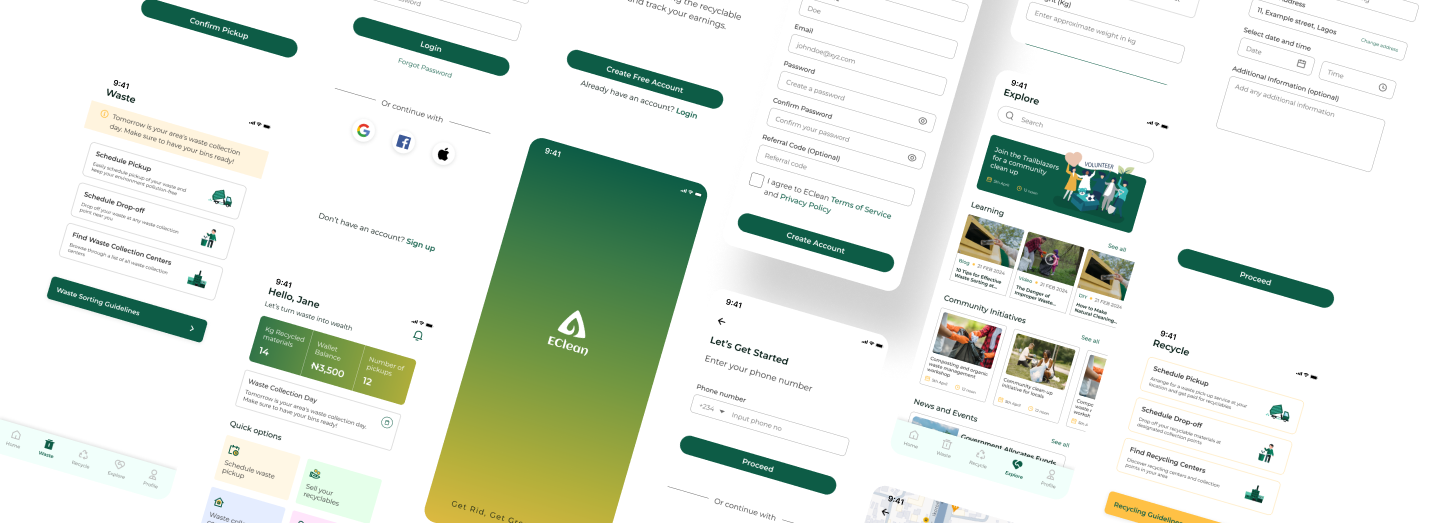 Confirm Pickup
9:41
Waste
Tomorrow is your area's waste collection
day. Make sure to have your bins ready!
Schedule Pickup
Easily schedule pickup of your waste and
keep your environment pollution-free
Schedule Drop-off
Drop off your waste at any waste collection
point near you
Find Waste Collection Centers
Browse through a list of all waste collection
centers
Waste Sorting Guidelines
Home
Waste
Recycle
Explore
Profile
Password
Login
Forgot Password
Or continue with
Don't have an account? Sign up
9:41
Hello, Jane
Let's turn waste into wealth
Kg Recycled
materials
14
Wallet
Balance
₦3,500
Number of
pickups
12
Waste Collection Day
Tomorrow is your area's waste collection day.
Make sure to have your bins ready!
Quick options
Schedule waste
pickup
Sell your
recyclables
the recyclable
and track your earnings.
Create Free Account
Already have an account? Login
9:41
EClean
Get Rid, Get
Doe
Email
johndoe@xyz.com
Password
Create a password
Confirm Password
Confirm your password
Referral Code (Optional)
Referral code
I agree to EClean Terms of Service
and Privacy Policy
Create Account
9:41
Let's Get Started
Enter your phone number
Phone number
+234
Input phone no
Proceed
Or continue with
(Kg)
Enter approximate weight in kg
9:41
Explore
Search
Join the Trailblazers
for a community
clean up
5th April
12 noon
VOLUNTEER
Learning
See all
Blog
21 FEB 2024
10 Tips for Effective
Waste Sorting at...
Video
21 FEB 2024
The Danger of
Improper Waste...
DIY
21 FEB 2024
How to Make
Natural Cleaning...
Community Initiatives
See all
Composting and organic
waste management
workshop
5th April
12 noon
Community clean-up
initiative for locals
5th April
12 noon
News and Events
See all
Government Allocates Funds
Home
Waste
Recycle
Explore
Profile
9:41
Address
11, Example street, Lagos
Change address
Select date and time
Date
Time
Additional Information (optional)
Add any additional information
Proceed
9:41
Recycle
Schedule Pickup
Arrange for a waste pick-up service at your
location and get paid for recyclables
Schedule Drop-off
Drop off your recyclable materials at
designated collection points
Find Recycling Centers
Discover recycling centers and collection
points in your area
Recycling Guidelines